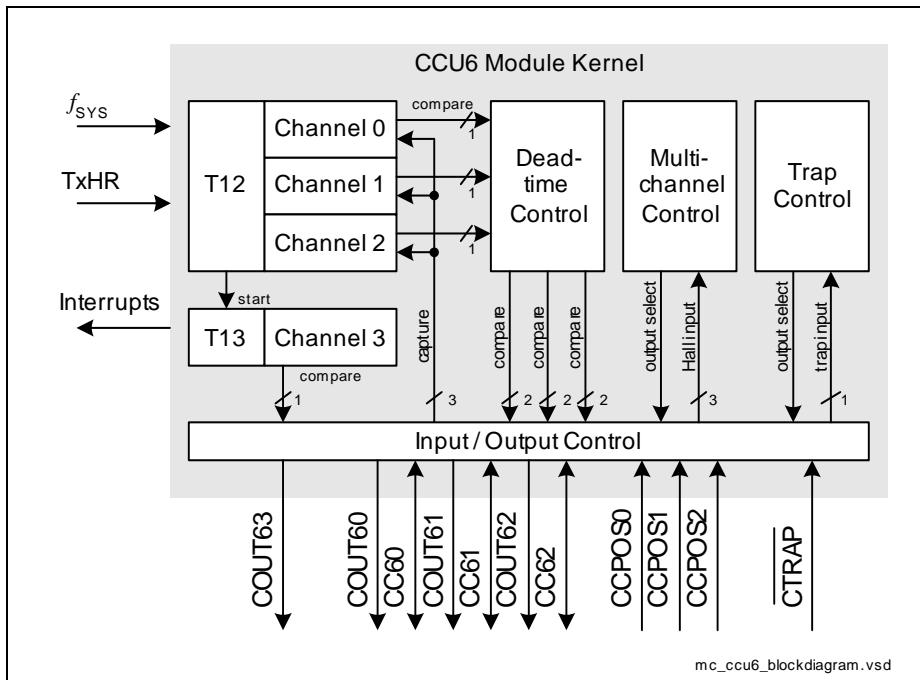 CCU6 Module Kernel
fSYS
TxHR
Interrupts
T12
Channel 0
Channel 1
Channel 2
compare
1
1
1
Dead-
time
Control
Multi-
channel
Control
Trap
Control
start
T13
Channel 3
compare
1
capture
3
compare
2
compare
2
compare
2
output select
Hall input
3
output select
trap input
1
Input / Output Control
COUT63
COUT60
CC60
COUT61
CC61
COUT62
CC62
CCPOS0
CCPOS1
CCPOS2
CTRAP
mc_ccu6_blockdiagram.vsd